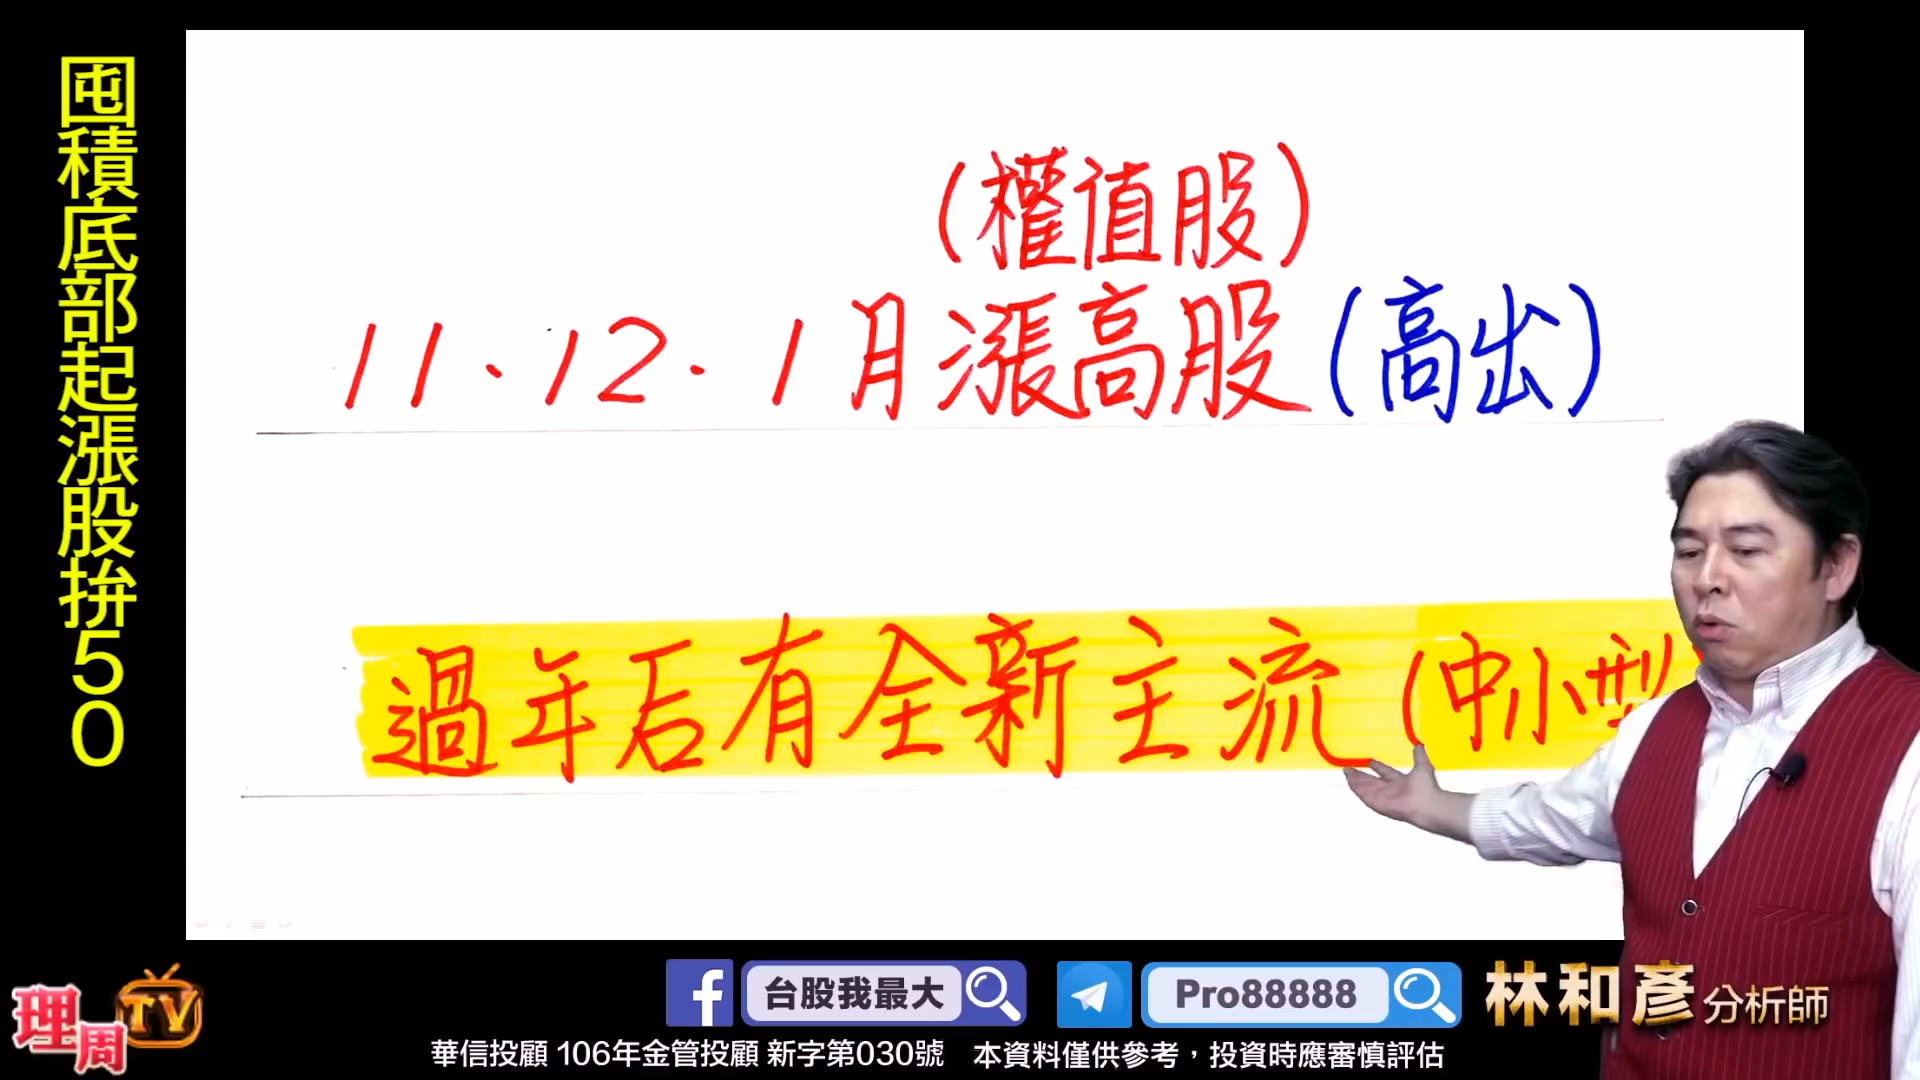 囤積底部起漲股拚50
(權值股)
11、12、1月漲高股(高出)
過年后有全新主流(中小型
理周TV
台股我最大
Pro88888
林和彥分析師
華信投顧 106年金管投顧 新字第030號 本資料僅供參考，投資時應審慎評估